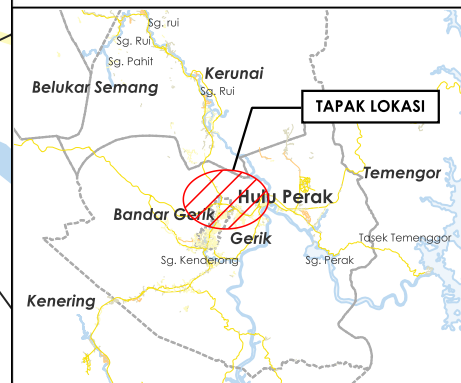 Sg. rui
Sg. Rui
Sg. Pahit
Kerunai
Belukar Semang
Sg. Rui
TAPAK LOKASI
Temengor
Hulu Perak
Bandar Gerik
Gerik
Tasek Temenggor
Sg. Kenderong
Sg. Perak
Kenering